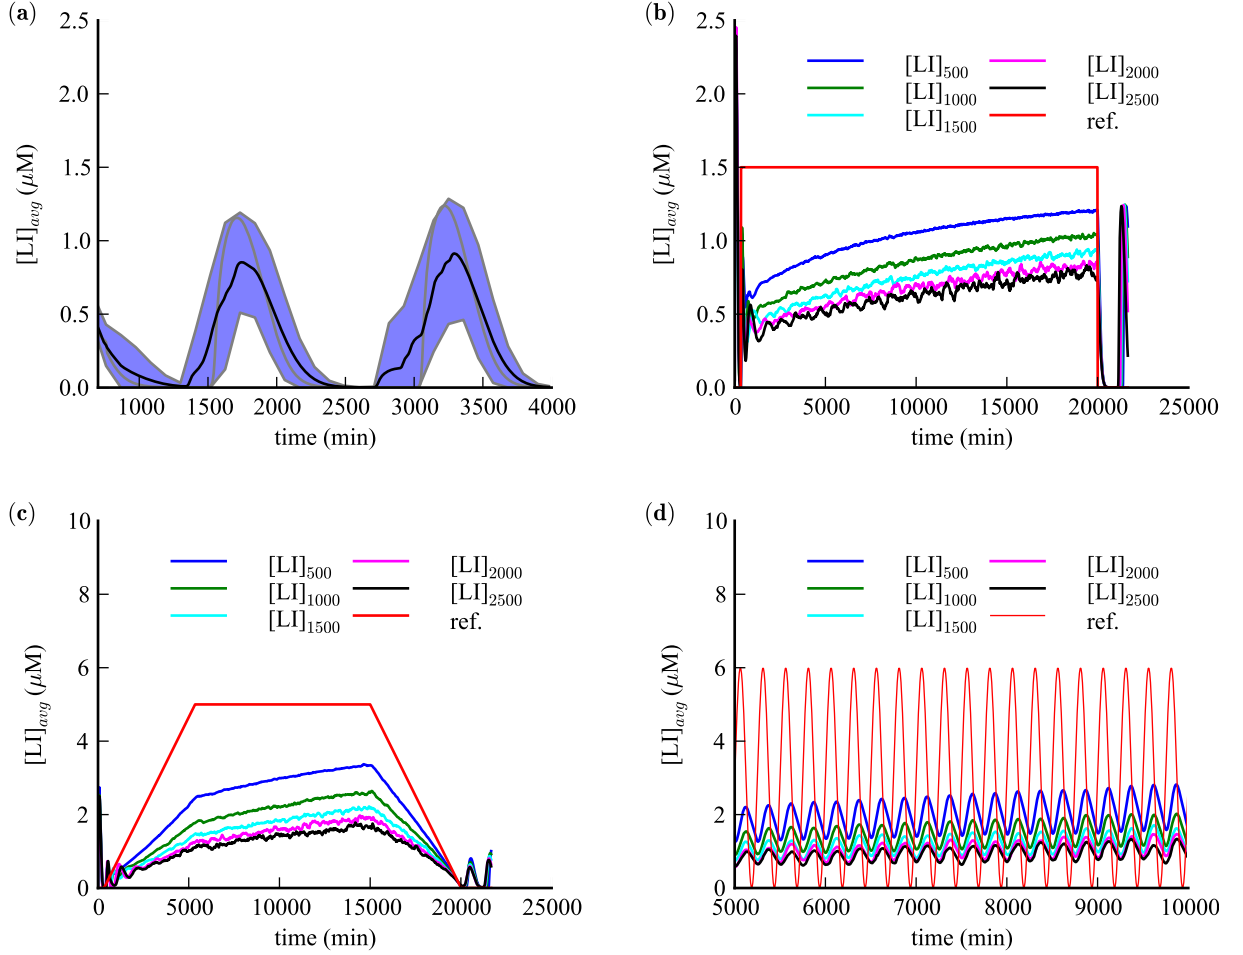 (a)
2.5
2.0
1.5
1.0
0.5
0.0
[LI]avg (μM)
1000 1500 2000 2500 3000 3500 4000
time (min)
(b)
2.5
2.0
1.5
1.0
0.5
0.0
[LI]avg (μM)
[LI]500 [LI]2000
[LI]1000 [LI]2500
[LI]1500 ref.
0 5000 10000 15000 20000 25000
time (min)
(c)
10
8
6
4
2
0
[LI]avg (μM)
[LI]500 [LI]2000
[LI]1000 [LI]2500
[LI]1500 ref.
0 5000 10000 15000 20000 25000
time (min)
(d)
10
8
6
4
2
0
[LI]avg (μM)
[LI]500 [LI]2000
[LI]1000 [LI]2500
[LI]1500 ref.
5000 6000 7000 8000 9000 10000
time (min)